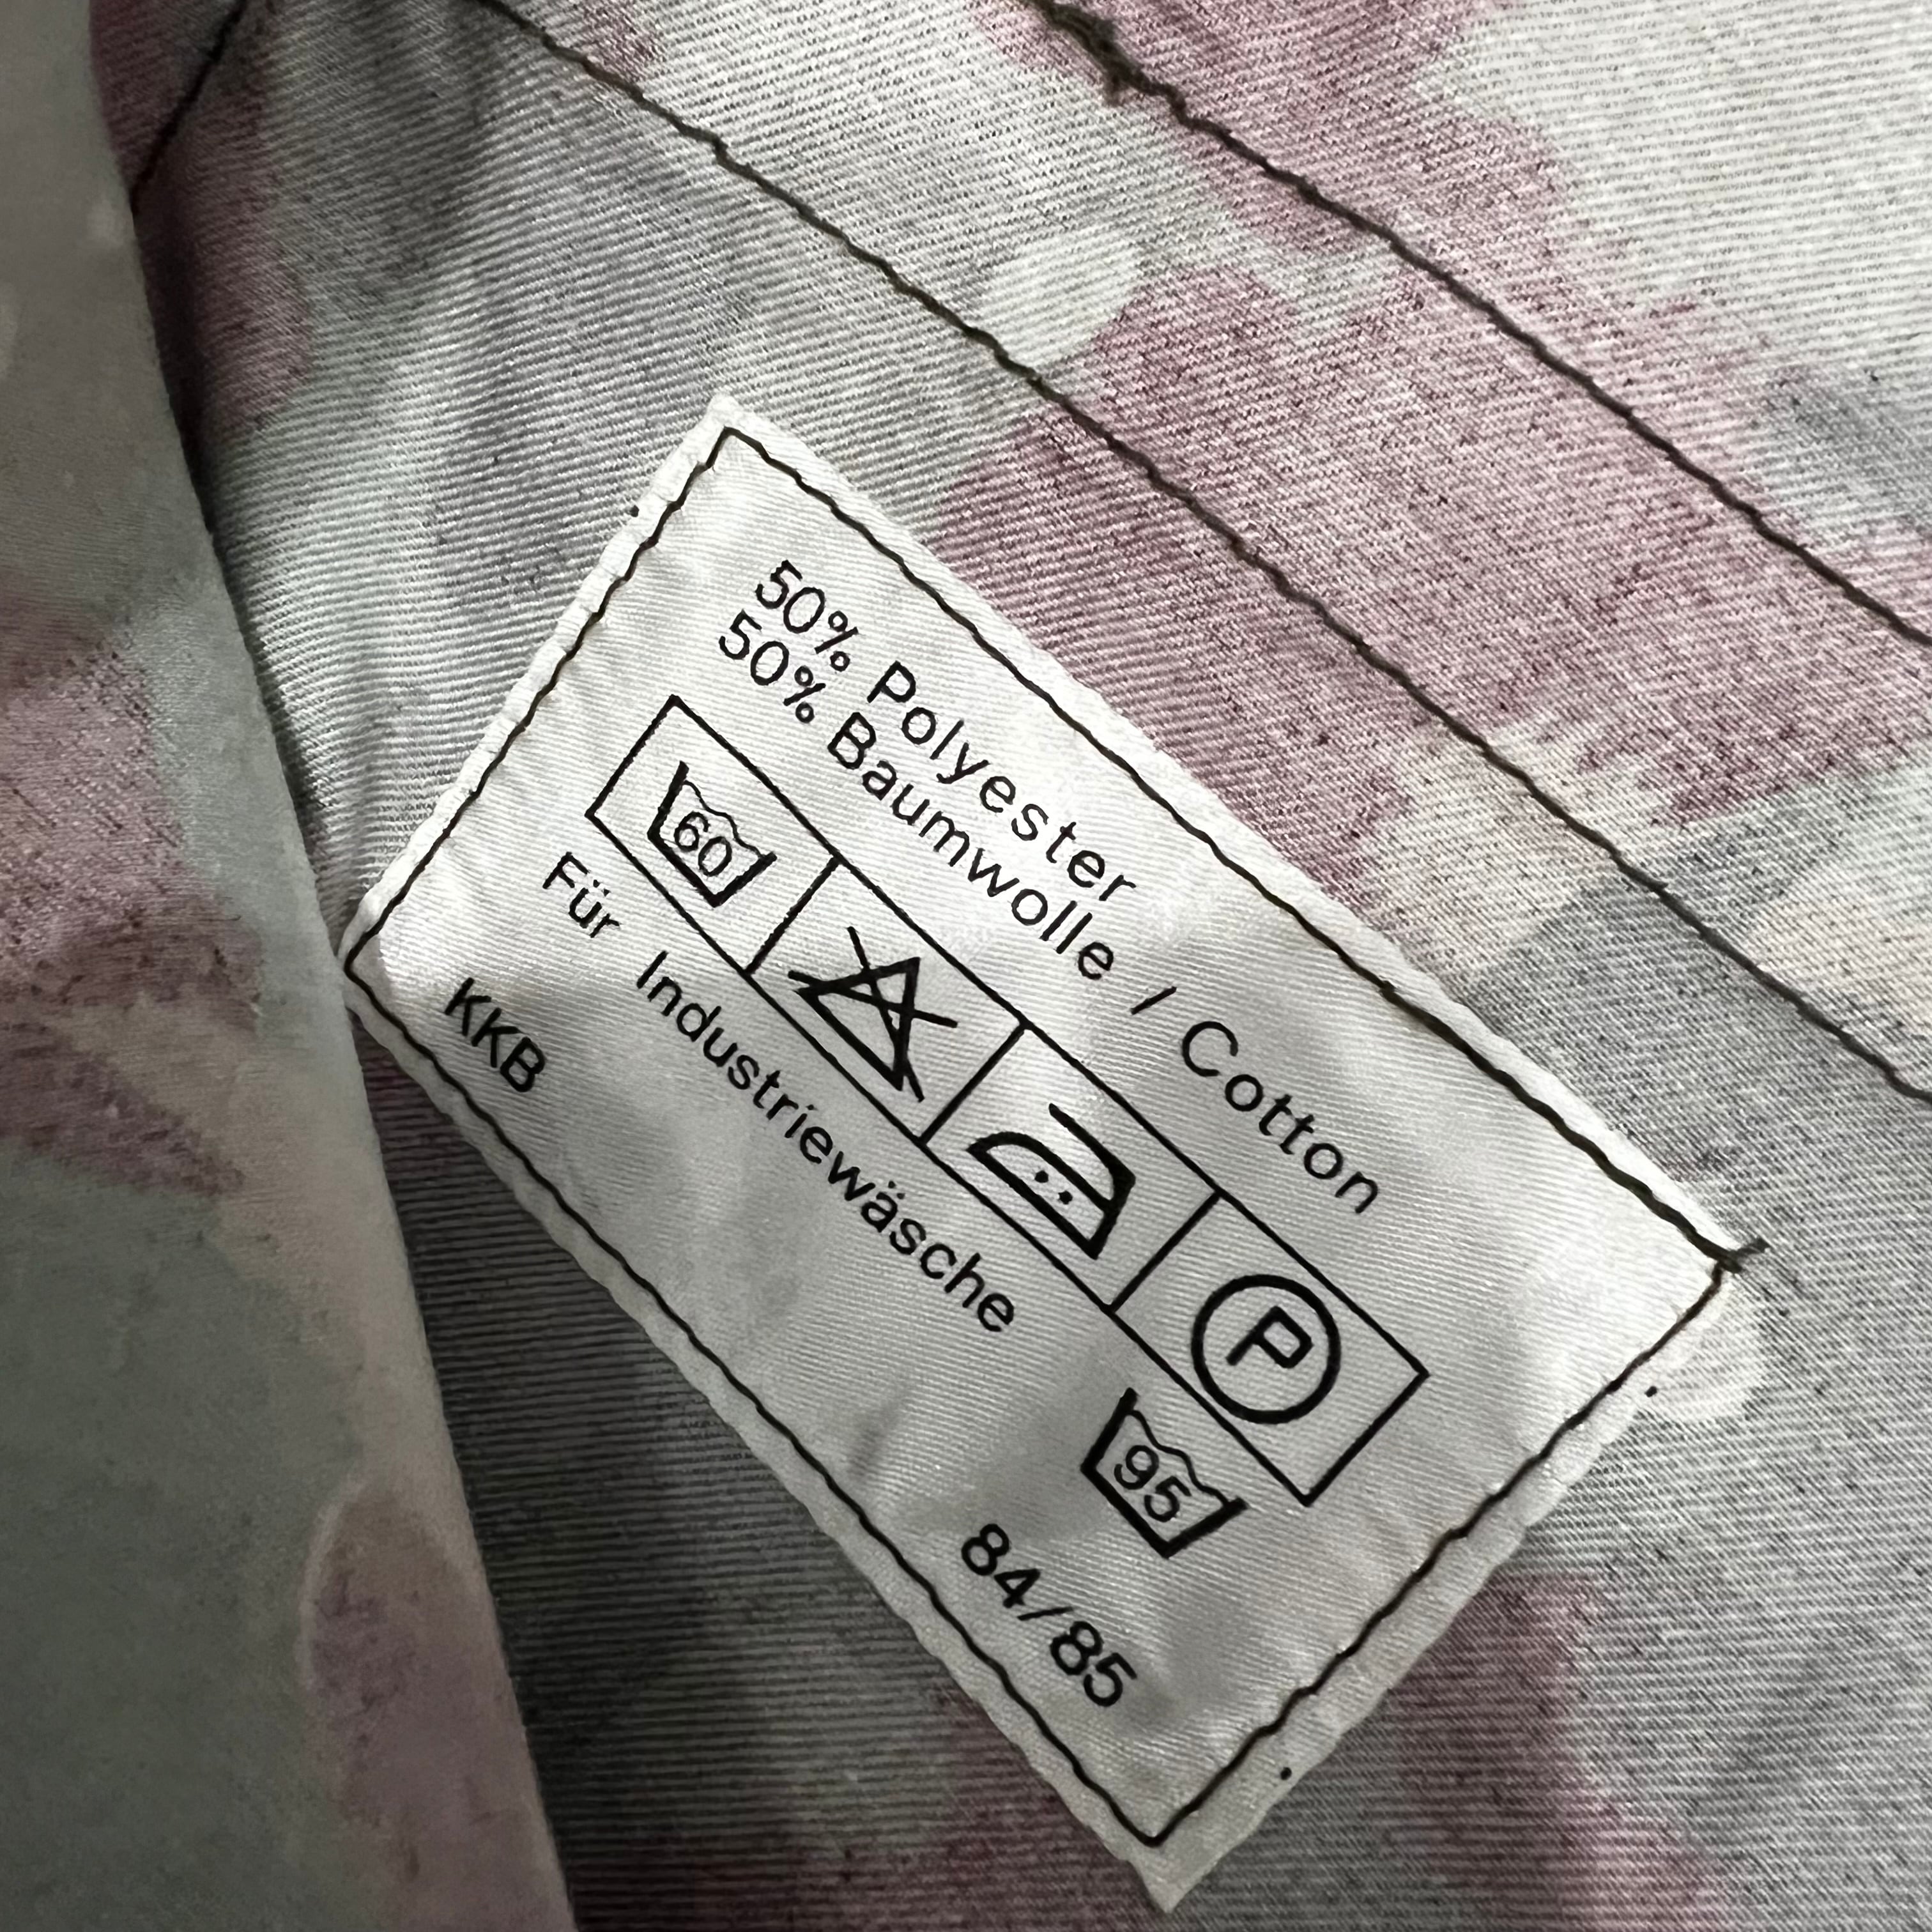 50% Polyester
50% Baumwolle / Cotton
60
P
Für Industriewäsche 95
KKB 84/85